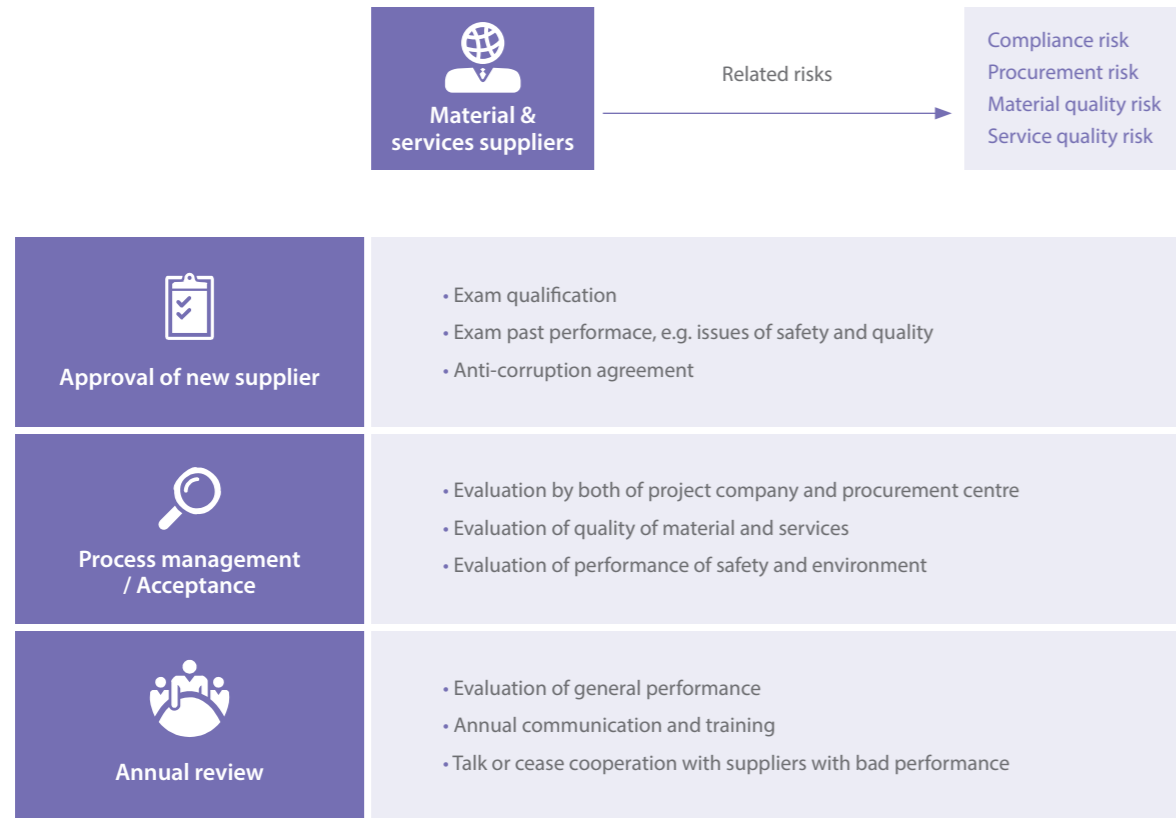 Material &
services suppliers
Related risks
Compliance risk
Procurement risk
Material quality risk
Service quality risk
Approval of new supplier
• Exam qualification
• Exam past performace, e.g. issues of safety and quality
• Anti-corruption agreement
Process management
/ Acceptance
• Evaluation by both of project company and procurement centre
• Evaluation of quality of material and services
• Evaluation of performance of safety and environment
Annual review
• Evaluation of general performance
• Annual communication and training
• Talk or cease cooperation with suppliers with bad performance